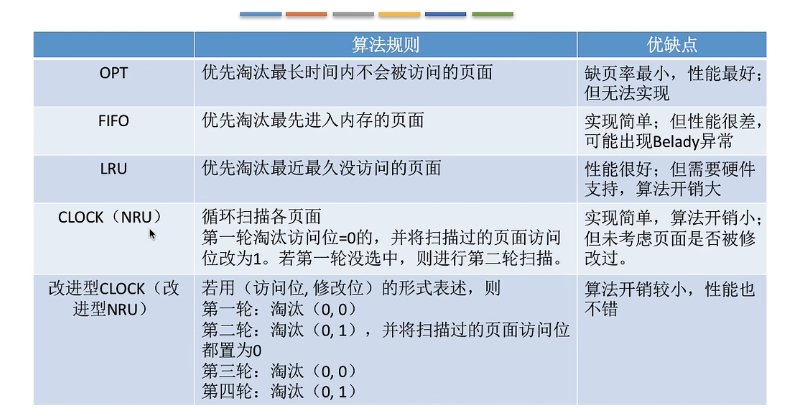 算法规则 优缺点
OPT 优先淘汰最长时间内不会被访问的页面 缺页率最小，性能最好；
但无法实现
FIFO 优先淘汰最先进入内存的页面 实现简单；但性能很差，
可能出现Belady异常
LRU 优先淘汰最近最久没访问的页面 性能很好；但需要硬件
支持，算法开销大
CLOCK（NRU） 循环扫描各页面 实现简单，算法开销小；
第一轮淘汰访问位=0的，并将扫描过的页面访问 但未考虑页面是否被修
位改为1。若第一轮没选中，则进行第二轮扫描。 改过。
改进型CLOCK（改 若用（访问位, 修改位）的形式表述，则 算法开销较小，性能也
进型NRU） 第一轮：淘汰（0, 0） 不错
第二轮：淘汰（0, 1），并将扫描过的页面访问位
都置为0
第三轮：淘汰（0, 0）
第四轮：淘汰（0, 1）